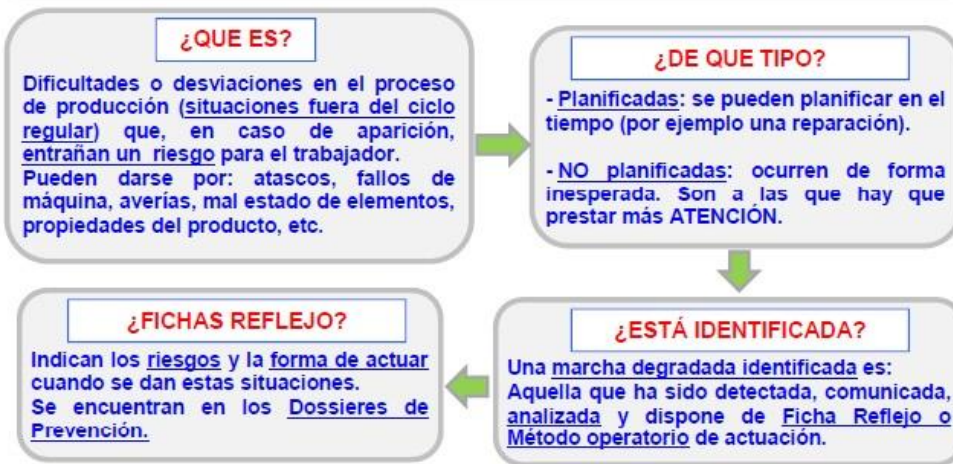 ¿QUE ES?
Dificultades o desviaciones en el proceso
de producción (situaciones fuera del ciclo
regular) que, en caso de aparición,
entrañan un riesgo para el trabajador.
Pueden darse por: atascos, fallos de
máquina, averías, mal estado de elementos,
propiedades del producto, etc.
¿DE QUE TIPO?
- Planificadas: se pueden planificar en el
tiempo (por ejemplo una reparación).
- NO planificadas: ocurren de forma
inesperada. Son a las que hay que
prestar más ATENCIÓN.
¿ESTÁ IDENTIFICADA?
Una marcha degradada identificada es:
Aquella que ha sido detectada, comunicada,
analizada y dispone de Ficha Reflejo o
Método operatorio de actuación.
¿FICHAS REFLEJO?
Indican los riesgos y la forma de actuar
cuando se dan estas situaciones.
Se encuentran en los Dossieres de
Prevención.